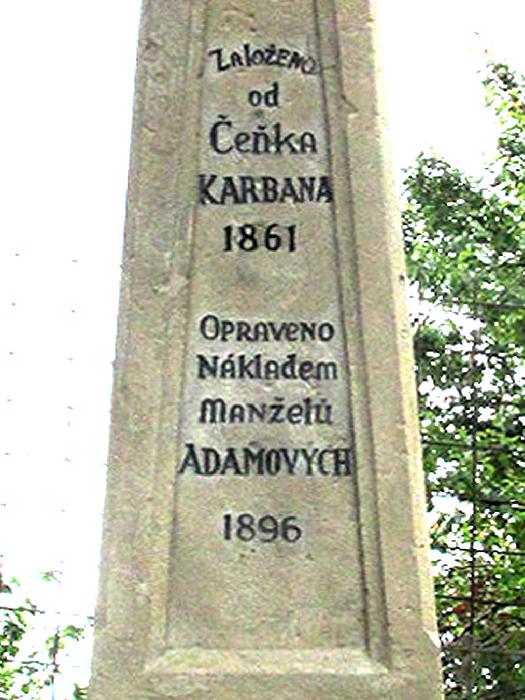 Založeno
od
Čeňka
KARBANA
1861
OPRAVENO
NákladEm
ManžElů
ADAMOVÝCH
1896